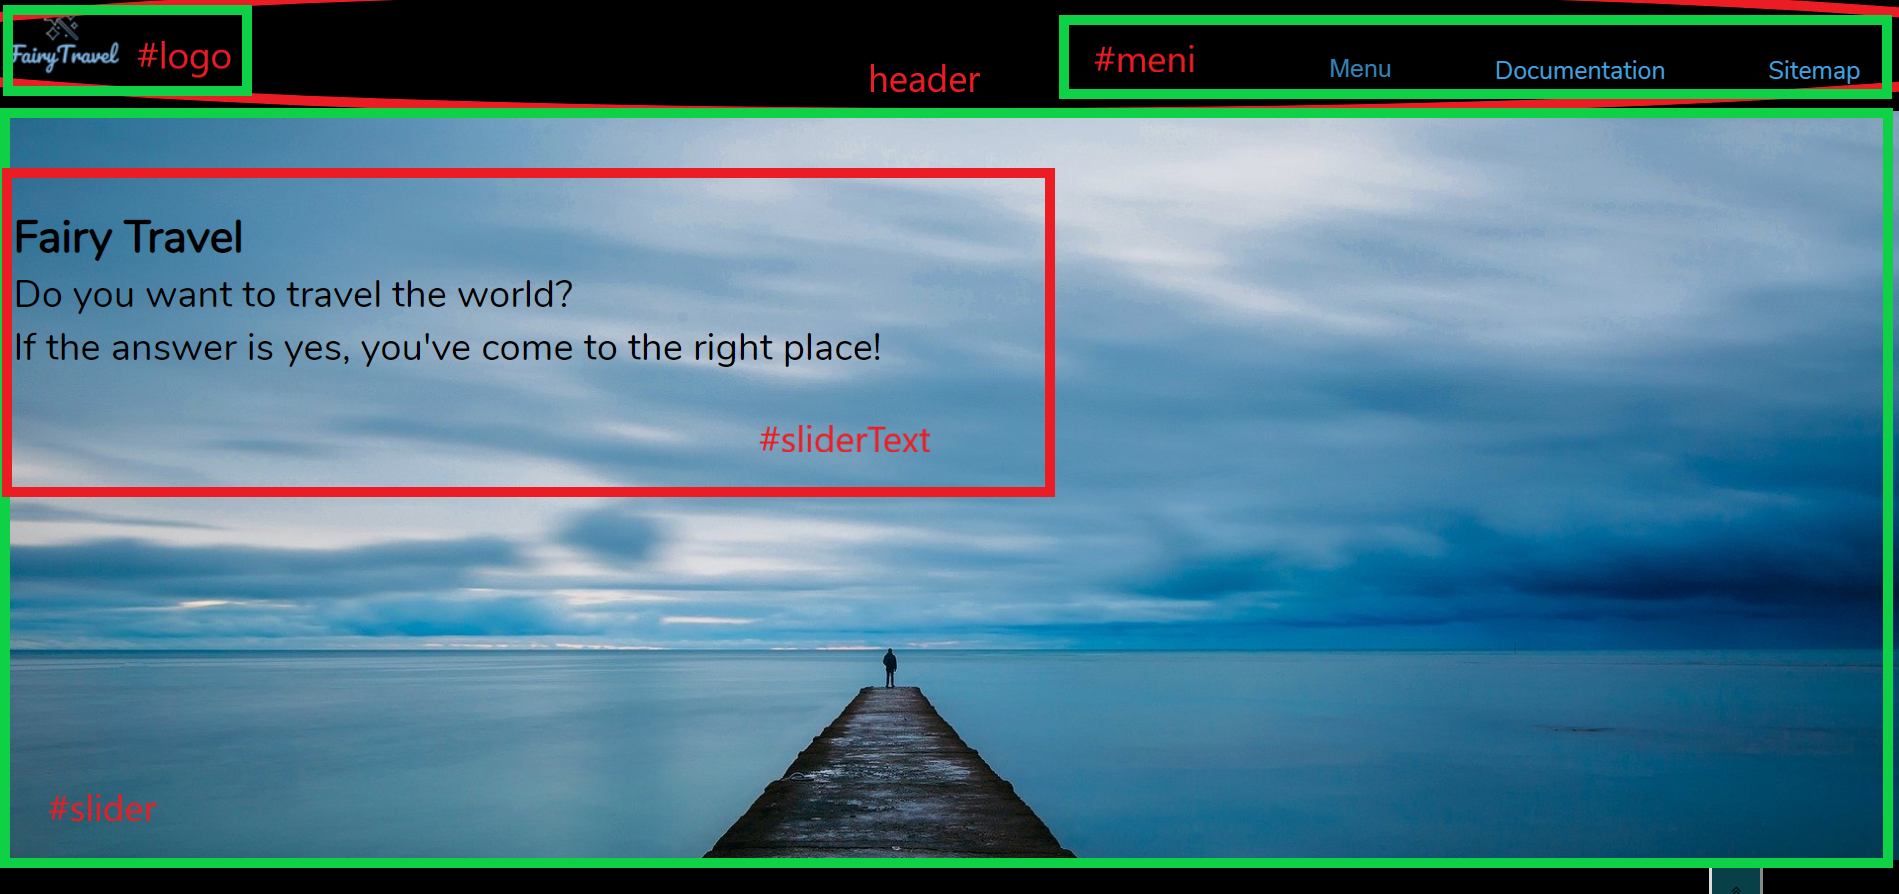 FairyTravel
#logo
header
#meni
Menu
Documentation
Sitemap
Fairy Travel
Do you want to travel the world?
If the answer is yes, you've come to the right place!
#sliderText
#slider